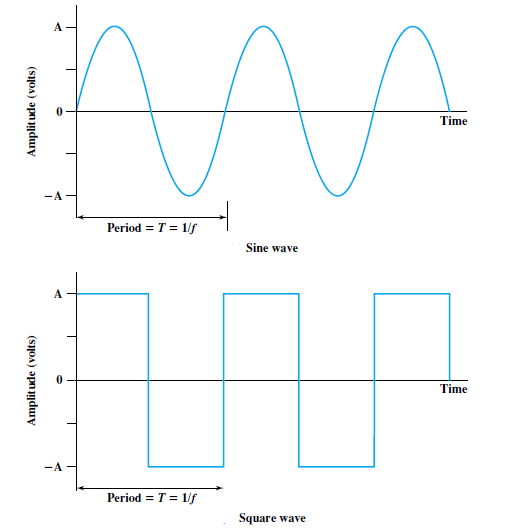 A
Amplitude (volts)
0
Time
−A
Period = T = 1/f
Sine wave
A
Amplitude (volts)
0
Time
−A
Period = T = 1/f
Square wave